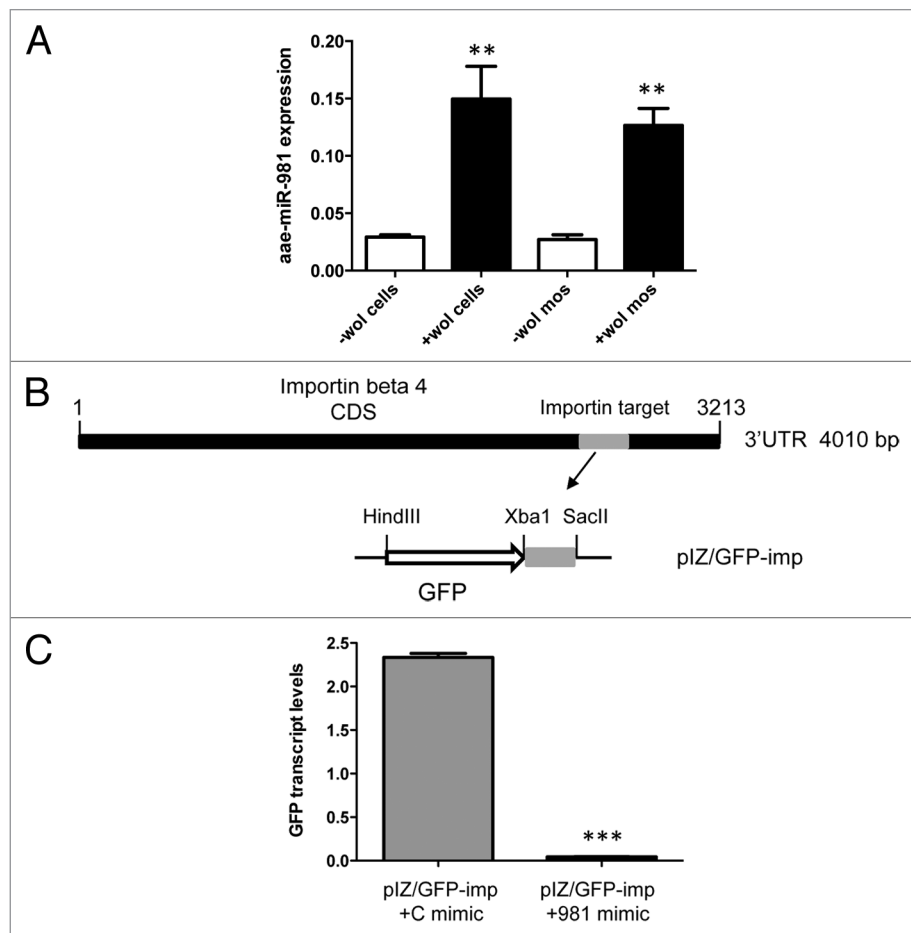 A
aae-miR-981 expression
0.20
0.15
0.10
0.05
0.00
**
**
-wol cells
+wol cells
-wol mos
+wol mos
B
Importin beta 4
CDS
1
Importin target
3213
3'UTR 4010 bp
HindIII
Xba1
SacII
GFP
pIZ/GFP-imp
C
GFP transcript levels
2.5
2.0
1.5
1.0
0.5
0.0
***
pIZ/GFP-imp
+C mimic
pIZ/GFP-imp
+981 mimic